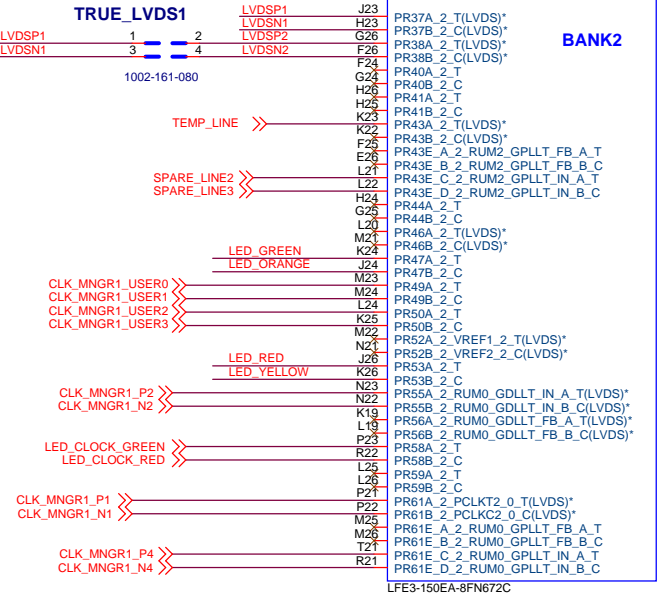 TRUE_LVDS1
BANK2
LVDSP1 1 2 LVDSP2
LVDSN1 3 4 LVDSN2
1002-161-080
LVDSP1 J23 PR37A_2_T(LVDS)*
LVDSN1 H23 PR37B_2_C(LVDS)*
G26 PR38A_2_T(LVDS)*
F26 PR38B_2_C(LVDS)*
F24 PR40A_2_T
G24 PR40B_2_C
H26 PR41A_2_T
H25 PR41B_2_C
TEMP_LINE K23 PR43A_2_T(LVDS)*
K22 PR43B_2_C(LVDS)*
F25 PR43E_A_2_RUM2_GPLLT_FB_A_T
E26 PR43E_B_2_RUM2_GPLLT_FB_B_C
SPARE_LINE2 L21 PR43E_C_2_RUM2_GPLLT_IN_A_T
SPARE_LINE3 L22 PR43E_D_2_RUM2_GPLLT_IN_B_C
H24 PR44A_2_T
G25 PR44B_2_C
L20 PR46A_2_T(LVDS)*
M21 PR46B_2_C(LVDS)*
LED_GREEN K24 PR47A_2_T
LED_ORANGE J24 PR47B_2_C
CLK_MNGR1_USER0 M23 PR49A_2_T
CLK_MNGR1_USER1 M24 PR49B_2_C
CLK_MNGR1_USER2 L24 PR50A_2_T
CLK_MNGR1_USER3 K25 PR50B_2_C
M22 PR52A_2_VREF1_2_T(LVDS)*
N21 PR52B_2_VREF2_2_C(LVDS)*
LED_RED J26 PR53A_2_T
LED_YELLOW K26 PR53B_2_C
CLK_MNGR1_P2 N23 PR55A_2_RUM0_GDLLT_IN_A_T(LVDS)*
CLK_MNGR1_N2 N22 PR55B_2_RUM0_GDLLT_IN_B_C(LVDS)*
K19 PR56A_2_RUM0_GDLLT_FB_A_T(LVDS)*
L19 PR56B_2_RUM0_GDLLT_FB_B_C(LVDS)*
LED_CLOCK_GREEN P23 PR58A_2_T
LED_CLOCK_RED R22 PR58B_2_C
L25 PR59A_2_T
L26 PR59B_2_C
CLK_MNGR1_P1 P21 PR61A_2_PCLKT2_0_T(LVDS)*
CLK_MNGR1_N1 P22 PR61B_2_PCLKC2_0_C(LVDS)*
M25 PR61E_A_2_RUM0_GPLLT_FB_A_T
M26 PR61E_B_2_RUM0_GPLLT_FB_B_C
CLK_MNGR1_P4 T21 PR61E_C_2_RUM0_GPLLT_IN_A_T
CLK_MNGR1_N4 R21 PR61E_D_2_RUM0_GPLLT_IN_B_C
LFE3-150EA-8FN672C